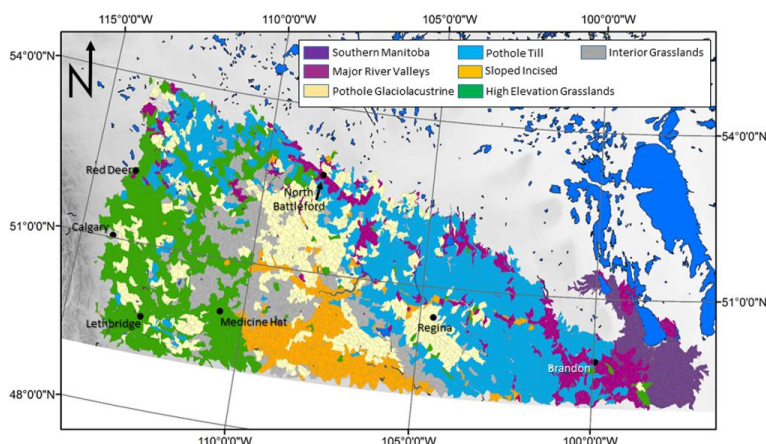 115°0'0"W 110°0'0"W 105°0'0"W 100°0'0"W
54°0'0"N
N
Southern Manitoba Pothole Till Interior Grasslands
Major River Valleys Sloped Incised
Pothole Glaciolacustrine High Elevation Grasslands
54°0'0"N
Red Deer
North
Battleford
51°0'0"N
Calgary
51°0'0"N
Lethbridge
Medicine Hat
Regina
Brandon
48°0'0"N
110°0'0"W 105°0'0"W 100°0'0"W